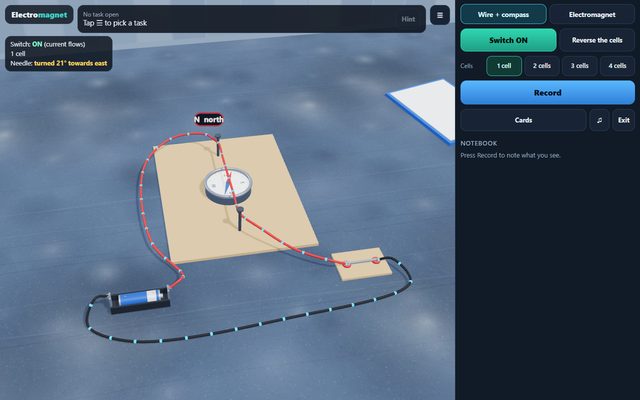 Electromagnet
No task open
Tap ☰ to pick a task
Hint
☰
Switch: ON (current flows)
1 cell
Needle: turned 21° towards east
N north
Wire + compass
Electromagnet
Switch ON
Reverse the cells
Cells
1 cell
2 cells
3 cells
4 cells
Record
Cards
♫
Exit
NOTEBOOK
Press Record to note what you see.